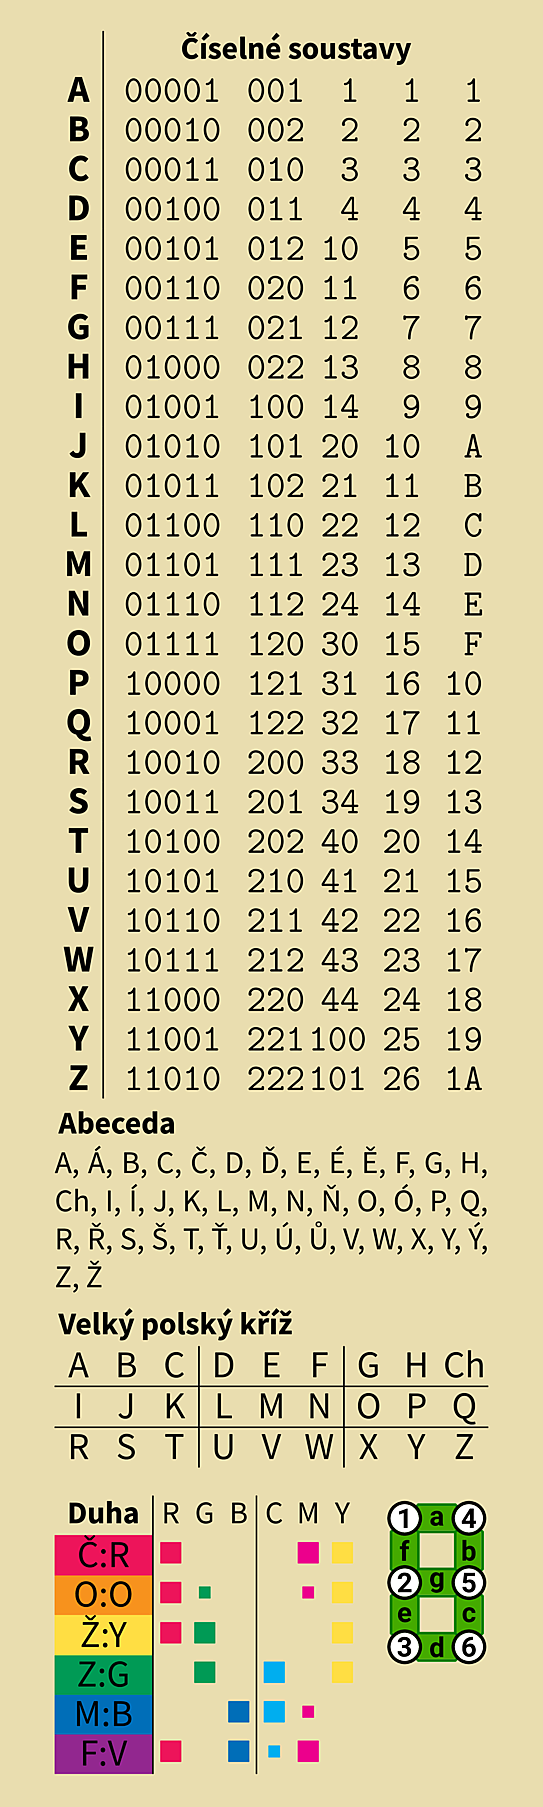 Číselné soustavy
A 00001 001 1 1 1
B 00010 002 2 2 2
C 00011 010 3 3 3
D 00100 011 4 4 4
E 00101 012 10 5 5
F 00110 020 11 6 6
G 00111 021 12 7 7
H 01000 022 13 8 8
I 01001 100 14 9 9
J 01010 101 20 10 A
K 01011 102 21 11 B
L 01100 110 22 12 C
M 01101 111 23 13 D
N 01110 112 24 14 E
O 01111 120 30 15 F
P 10000 121 31 16 10
Q 10001 122 32 17 11
R 10010 200 33 18 12
S 10011 201 34 19 13
T 10100 202 40 20 14
U 10101 210 41 21 15
V 10110 211 42 22 16
W 10111 212 43 23 17
X 11000 220 44 24 18
Y 11001 221 100 25 19
Z 11010 222 101 26 1A
Abeceda
A, Á, B, C, Č, D, Ď, E, É, Ě, F, G, H,
Ch, I, Í, J, K, L, M, N, Ň, O, Ó, P, Q,
R, Ř, S, Š, T, Ť, U, Ú, Ů, V, W, X, Y, Ý,
Z, Ž
Velký polský kříž
A B C D E F G H Ch
I J K L M N O P Q
R S T U V W X Y Z
Duha R G B C M Y
Č:R
O:O
Ž:Y
Z:G
M:B
F:V
1 a 4
f b
2 g 5
e c
3 d 6